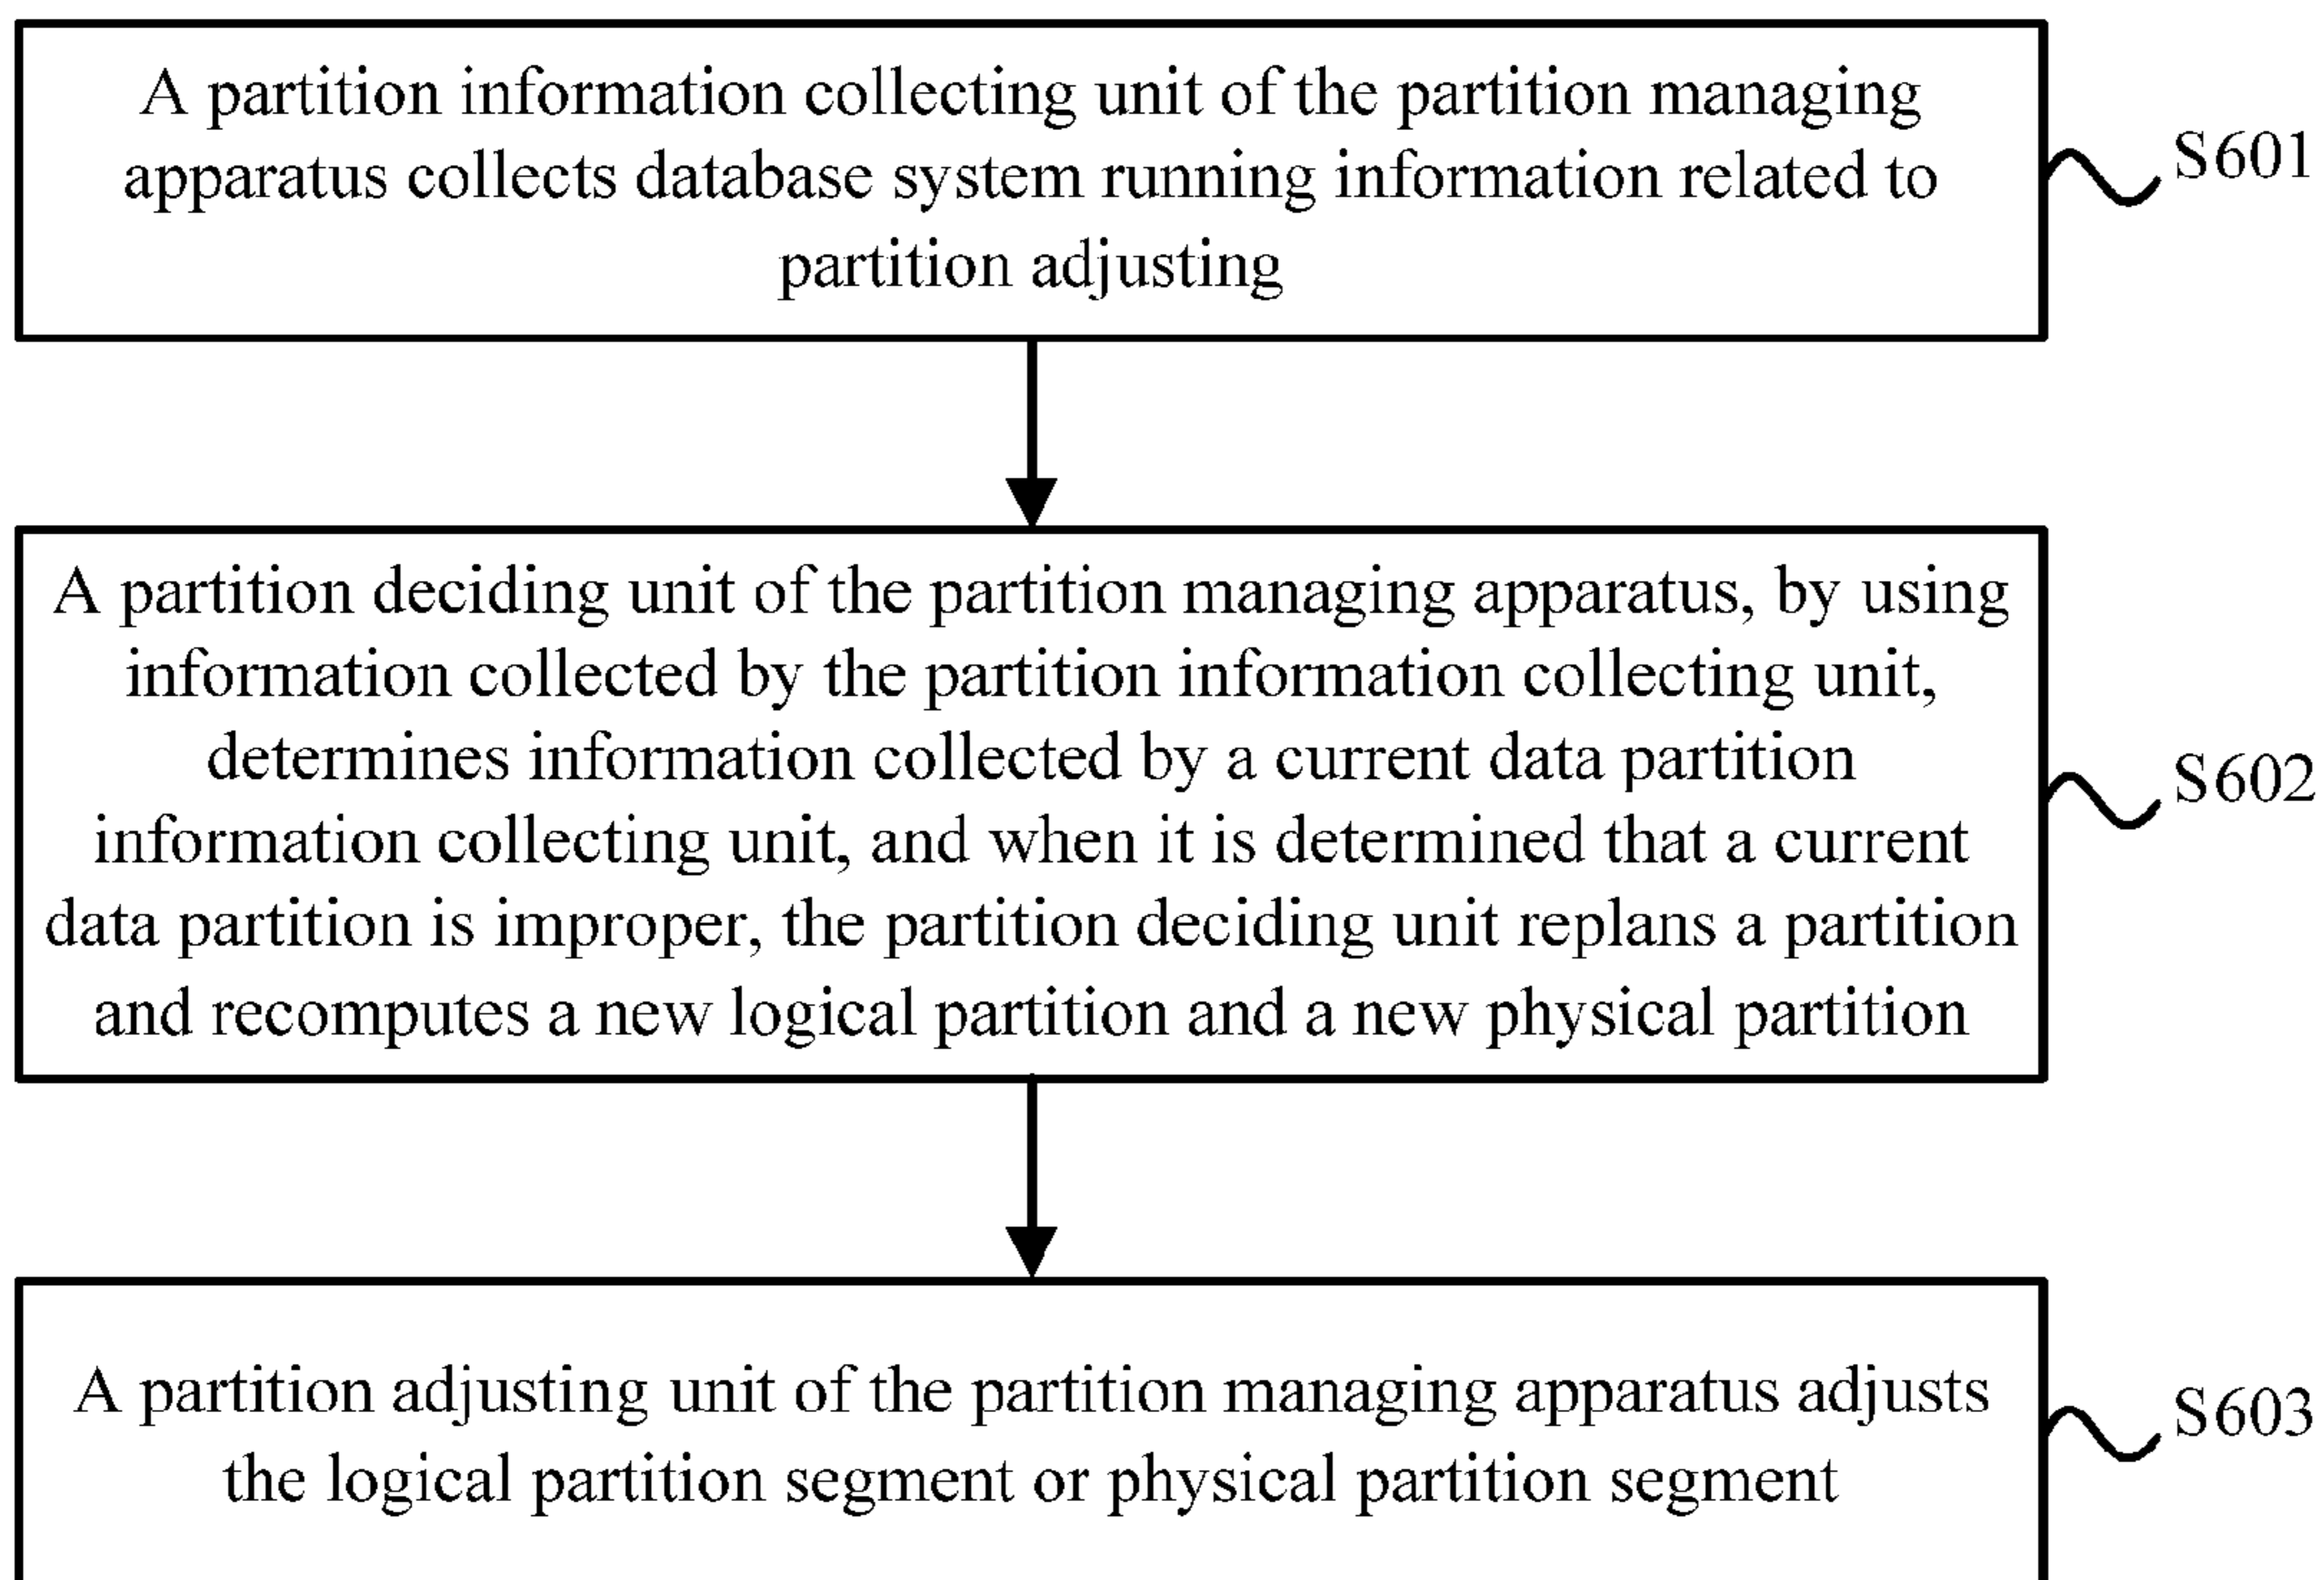 A partition information collecting unit of the partition managing
apparatus collects database system running information related to
partition adjusting
S601
A partition deciding unit of the partition managing apparatus, by using
information collected by the partition information collecting unit,
determines information collected by a current data partition
information collecting unit, and when it is determined that a current
data partition is improper, the partition deciding unit replans a partition
and recomputes a new logical partition and a new physical partition
S602
A partition adjusting unit of the partition managing apparatus adjusts
the logical partition segment or physical partition segment
S603